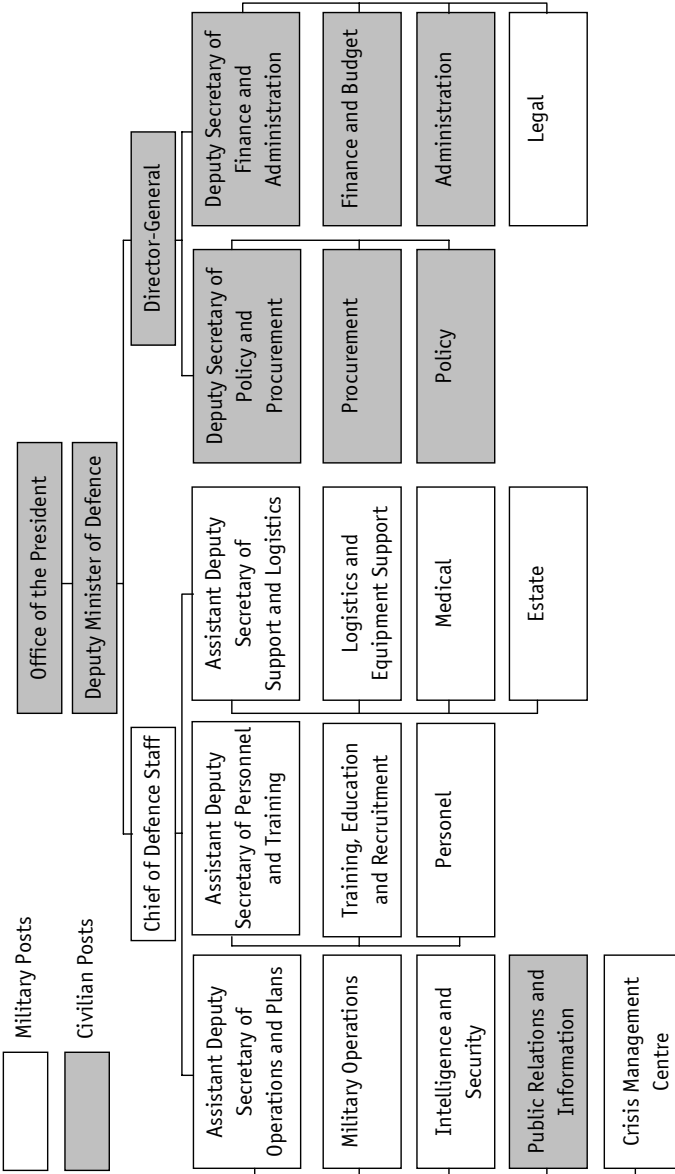 Military Posts
Civilian Posts
Office of the President
Deputy Minister of Defence
Chief of Defence Staff
Director-General
Assistant Deputy
Secretary of
Operations and Plans
Military Operations
Intelligence and
Security
Public Relations and
Information
Crisis Management
Centre
Assistant Deputy
Secretary of Personnel
and Training
Training, Education
and Recruitment
Personel
Assistant Deputy
Secretary of
Support and Logistics
Logistics and
Equipment Support
Medical
Estate
Deputy Secretary of
Policy and
Procurement
Procurement
Policy
Deputy Secretary of
Finance and
Administration
Finance and Budget
Administration
Legal